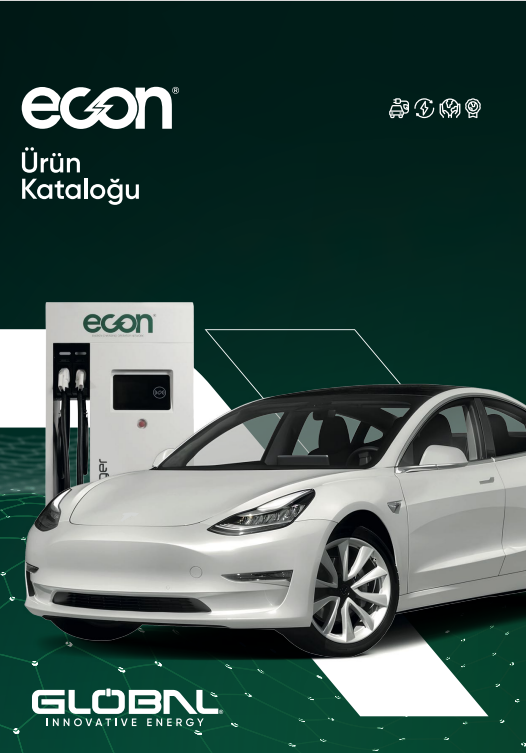 econ®
Ürün
Kataloğu
econ®
GLOBAL
INNOVATIVE ENERGY